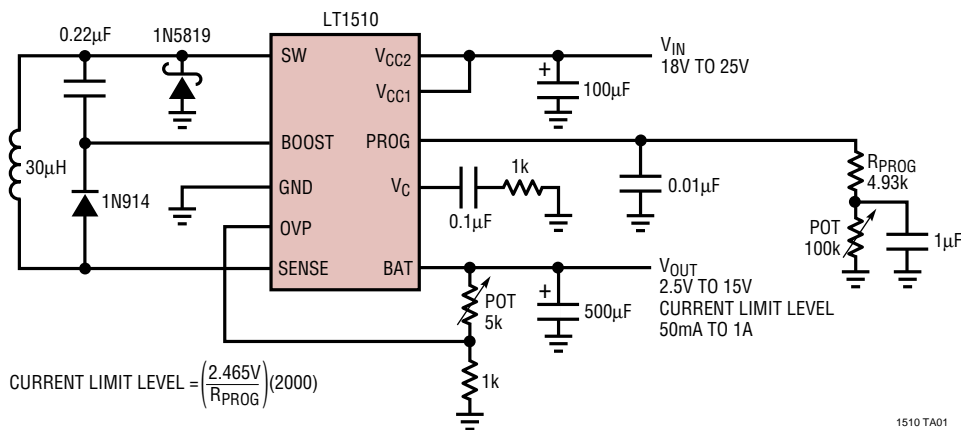 LT1510
0.22µF
1N5819
SW
VCC2
VIN
18V TO 25V
VCC1
100µF
BOOST
PROG
30µH
1N914
GND
VC
1k
0.1µF
0.01µF
RPROG
4.93k
POT
100k
1µF
OVP
SENSE
BAT
POT
5k
500µF
VOUT
2.5V TO 15V
CURRENT LIMIT LEVEL
50mA TO 1A
1k
CURRENT LIMIT LEVEL = (2.465V / RPROG)(2000)
1510 TA01